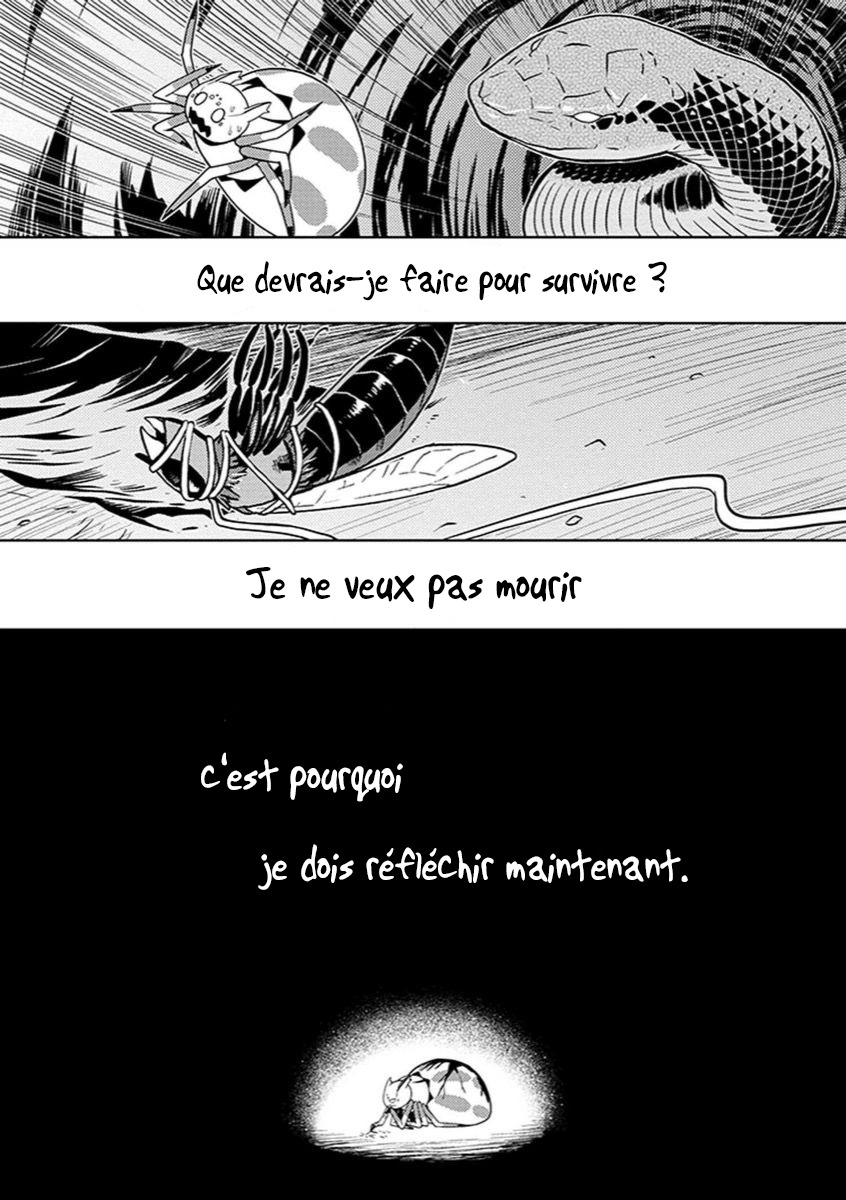 Que devrais-je faire pour survivre ?
Je ne veux pas mourir
c'est pourquoi
je dois réfléchir maintenant.